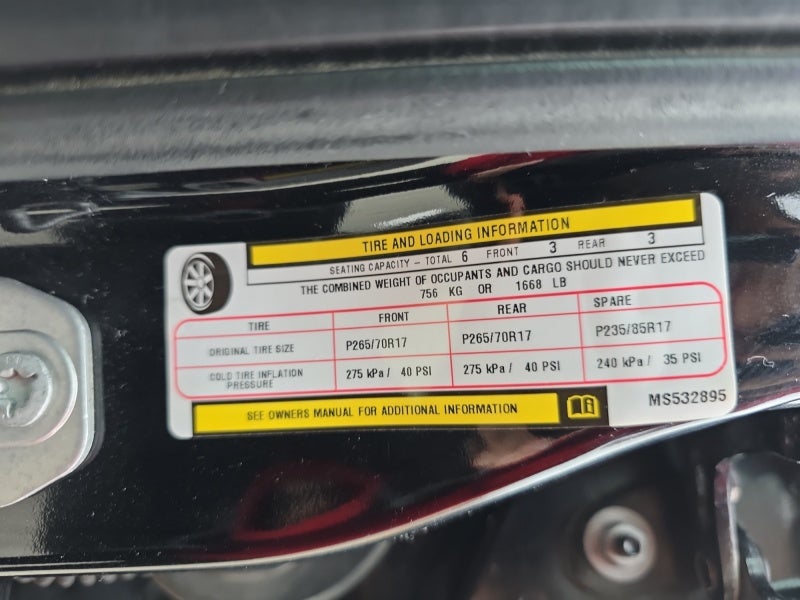 TIRE AND LOADING INFORMATION
SEATING CAPACITY - TOTAL 6 FRONT 3 REAR 3
THE COMBINED WEIGHT OF OCCUPANTS AND CARGO SHOULD NEVER EXCEED
756 KG OR 1668 LB
TIRE FRONT REAR SPARE
ORIGINAL TIRE SIZE P265/70R17 P265/70R17 P235/85R17
COLD TIRE INFLATION PRESSURE 275 kPa / 40 PSI 275 kPa / 40 PSI 240 kPa / 35 PSI
SEE OWNERS MANUAL FOR ADDITIONAL INFORMATION
MS532895